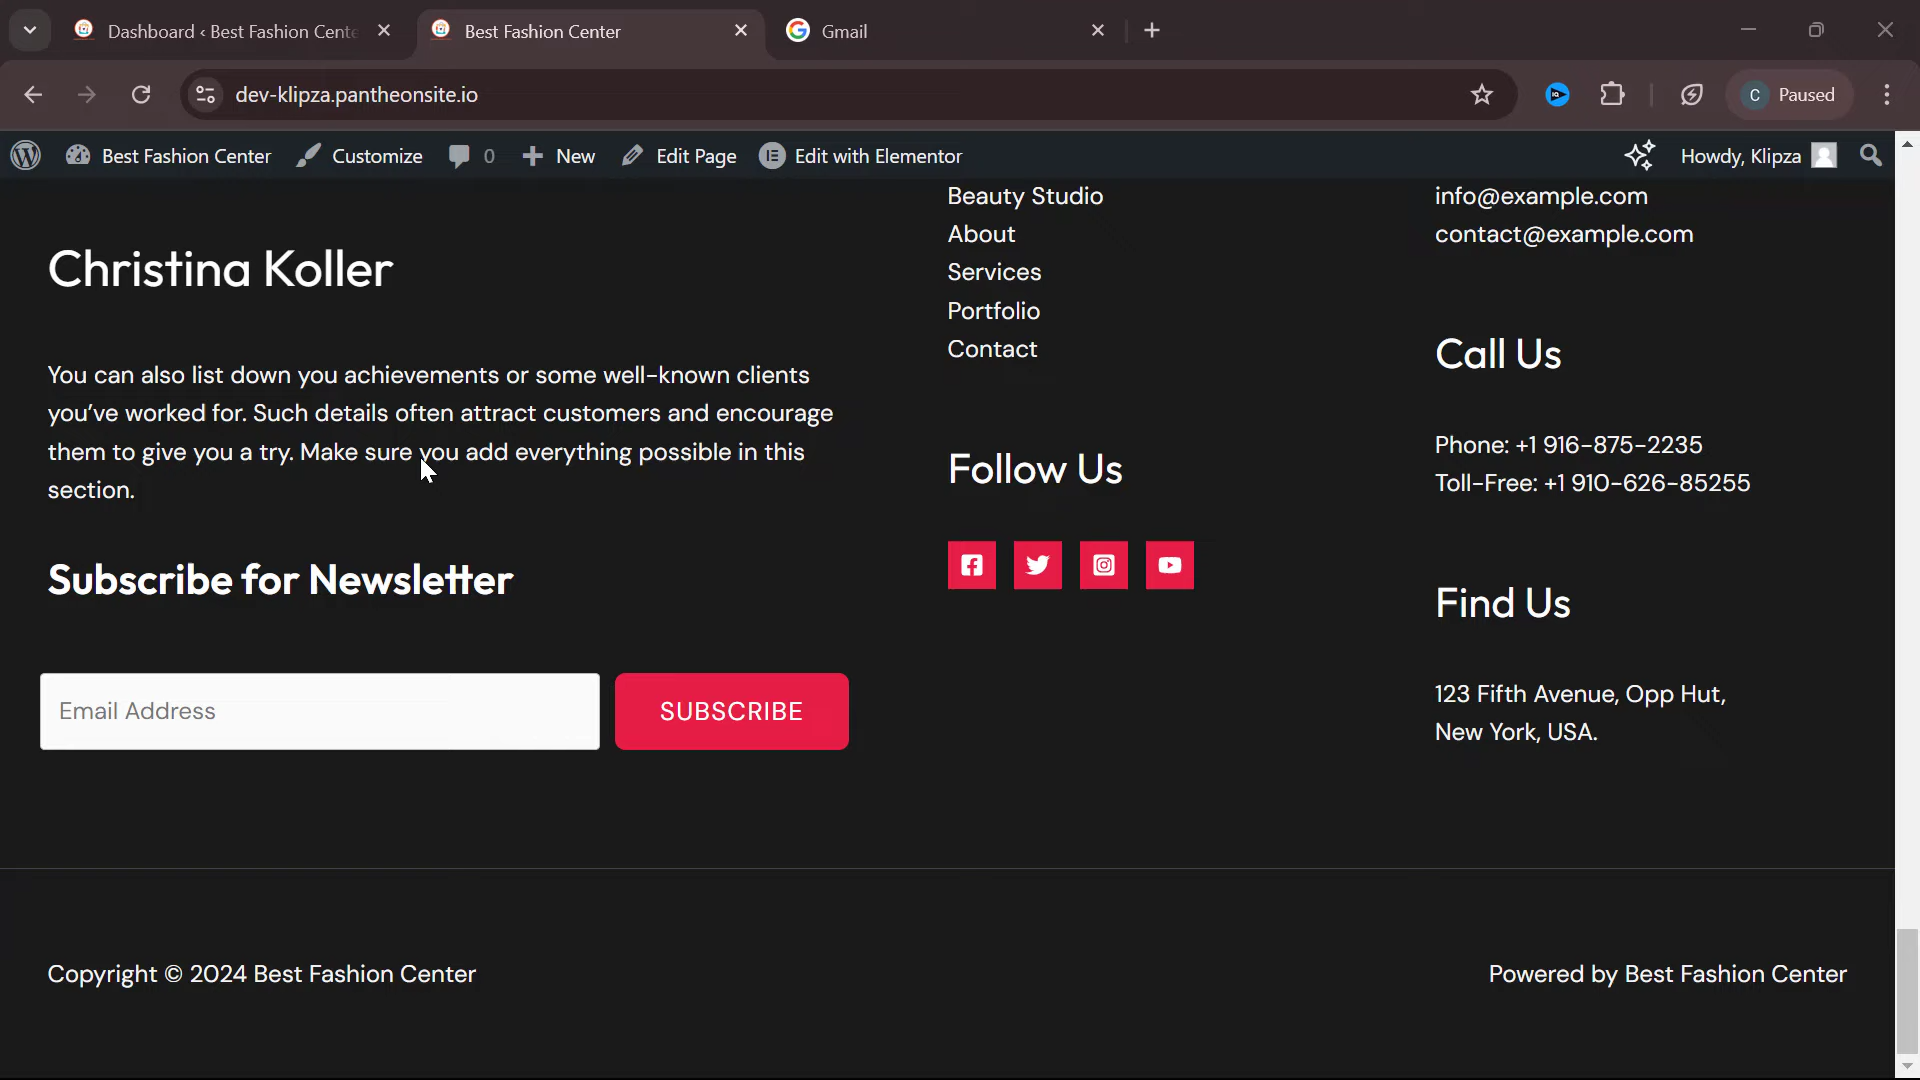 Dashboard ‹ Best Fashion Cente
Best Fashion Center
Gmail
dev-klipza.pantheonsite.io
C
Paused
Best Fashion Center
Customize
0
New
Edit Page
Edit with Elementor
Howdy, Klipza
Christina Koller
You can also list down you achievements or some well-known clients
you’ve worked for. Such details often attract customers and encourage
them to give you a try. Make sure you add everything possible in this
section.
Subscribe for Newsletter
Email Address
SUBSCRIBE
Beauty Studio
About
Services
Portfolio
Contact
Follow Us
info@example.com
contact@example.com
Call Us
Phone: +1 916-875-2235
Toll-Free: +1 910-626-85255
Find Us
123 Fifth Avenue, Opp Hut,
New York, USA.
Copyright © 2024 Best Fashion Center
Powered by Best Fashion Center